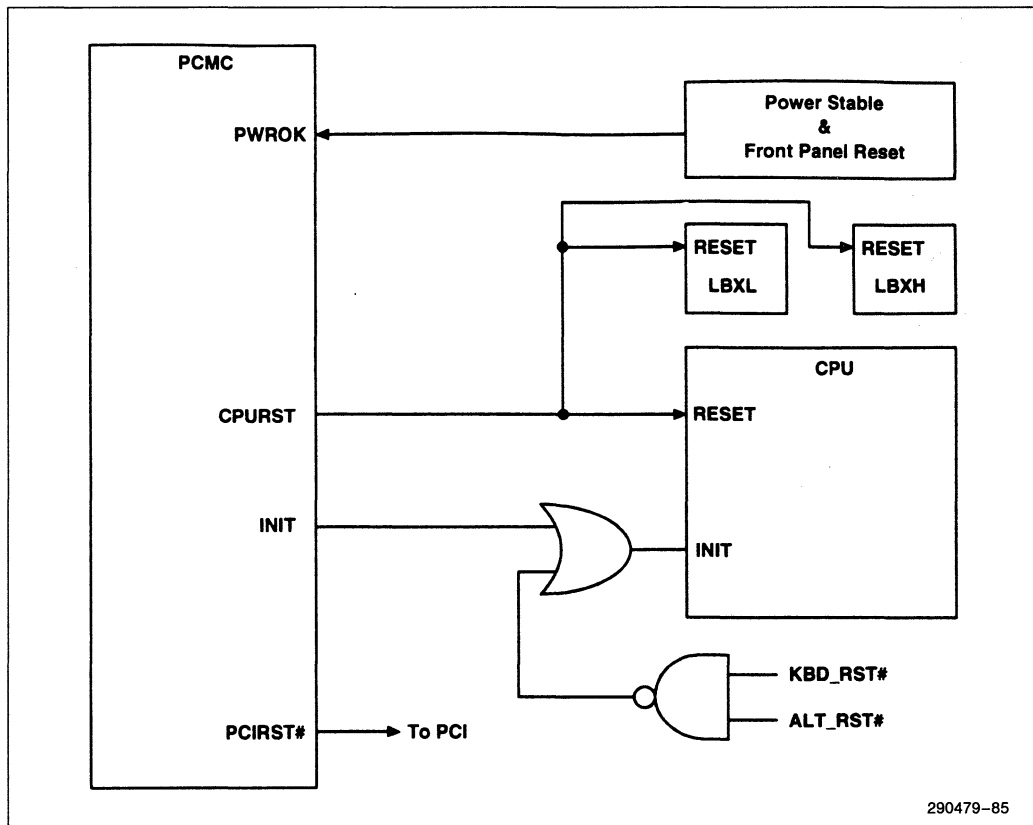 PCMC
Power Stable
&
Front Panel Reset
PWROK
RESET
LBXL
RESET
LBXH
CPU
CPURST
RESET
INIT
INIT
KBD_RST#
ALT_RST#
PCIRST#
To PCI
290479-85